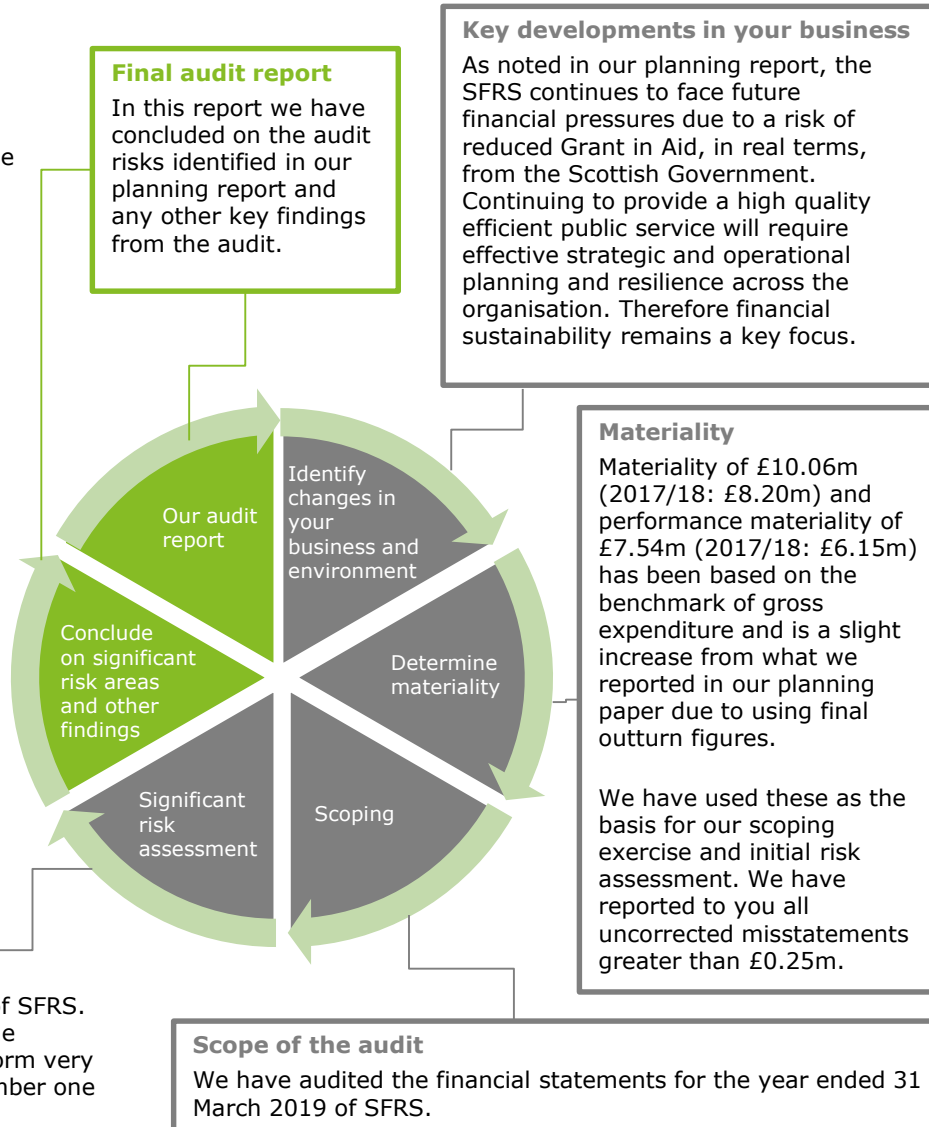 Key developments in your business
As noted in our planning report, the
SFRS continues to face future
financial pressures due to a risk of
reduced Grant in Aid, in real terms,
from the Scottish Government.
Continuing to provide a high quality
efficient public service will require
effective strategic and operational
planning and resilience across the
organisation. Therefore financial
sustainability remains a key focus.
Final audit report
In this report we have
concluded on the audit
risks identified in our
planning report and
any other key findings
from the audit.
Materiality
Materiality of £10.06m
(2017/18: £8.20m) and
performance materiality of
£7.54m (2017/18: £6.15m)
has been based on the
benchmark of gross
expenditure and is a slight
increase from what we
reported in our planning
paper due to using final
outturn figures.
We have used these as the
basis for our scoping
exercise and initial risk
assessment. We have
reported to you all
uncorrected misstatements
greater than £0.25m.
Identify
changes in
your
business and
environment
Determine
materiality
Scoping
Significant
risk
assessment
Conclude
on significant
risk areas
and other
findings
Our audit
report
of SFRS.
Scope of the audit
We have audited the financial statements for the year ended 31
March 2019 of SFRS.